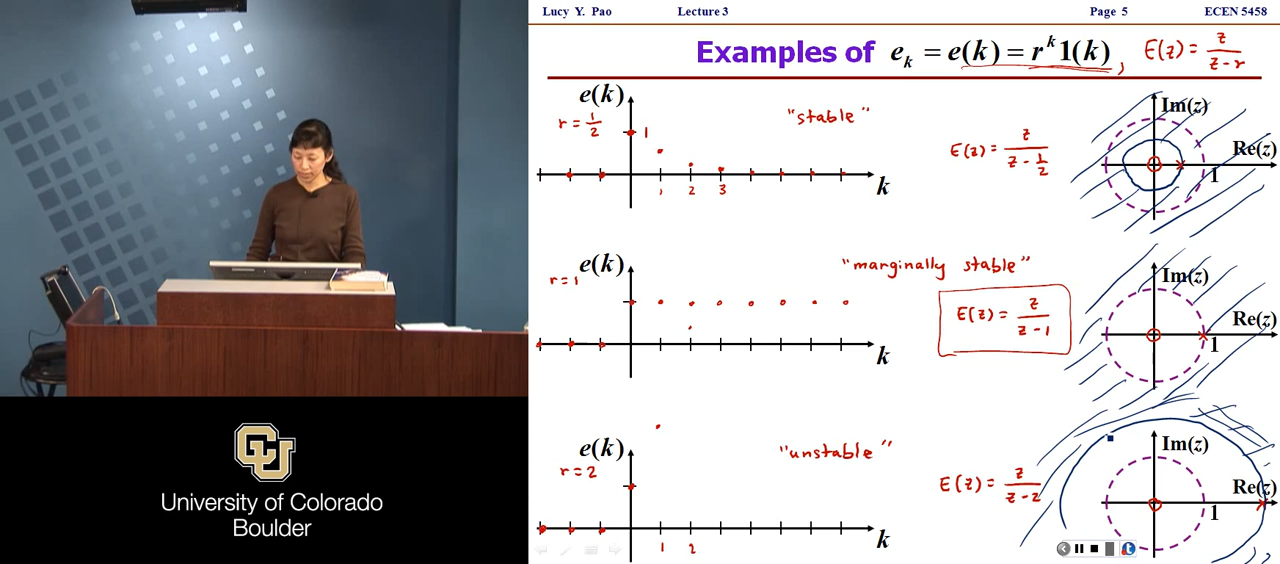 Lucy Y. Pao Lecture 3 Page 5 ECEN 5458
Examples of e_k = e(k) = r^k 1(k), E(z) = z/(z-r)
e(k)
r = 1/2
1
"stable"
E(z) = z/(z - 1/2)
Im(z)
Re(z)
1
1 2 3
k
e(k)
r = 1
"marginally stable"
E(z) = z/(z - 1)
Im(z)
Re(z)
1
k
e(k)
r = 2
"unstable"
E(z) = z/(z - 2)
Im(z)
Re(z)
1
1 2
k
CU
University of Colorado
Boulder